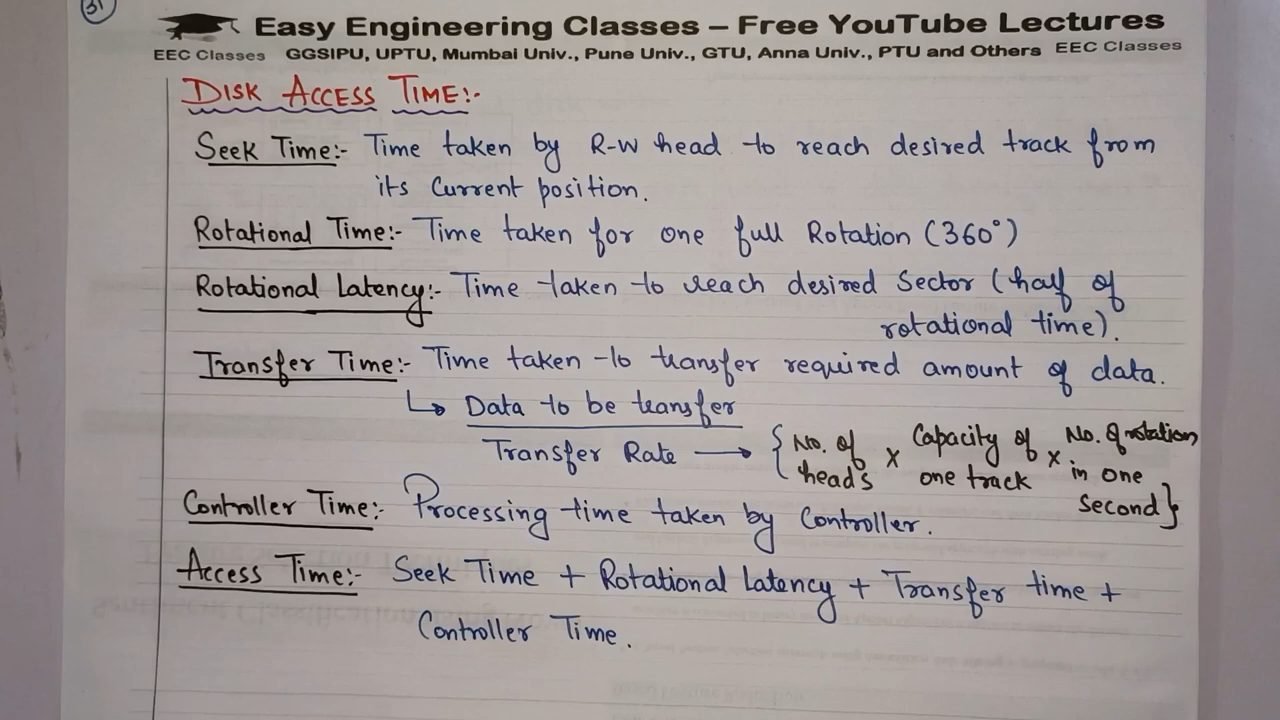 31
Easy Engineering Classes – Free YouTube Lectures
EEC Classes GGSIPU, UPTU, Mumbai Univ., Pune Univ., GTU, Anna Univ., PTU and Others EEC Classes
DISK ACCESS TIME:-
Seek Time:- Time taken by R-W head to reach desired track from
its Current position.
Rotational Time:- Time taken for one full Rotation (360°)
Rotational Latency:- Time taken to reach desired Sector (half of
rotational time).
Transfer Time:- Time taken to transfer required amount of data.
↳ Data to be transfer
Transfer Rate → { No. of heads × Capacity of one track × No. of rotation in one second }
Controller Time:- Processing time taken by Controller.
Access Time:- Seek Time + Rotational Latency + Transfer time +
Controller Time.